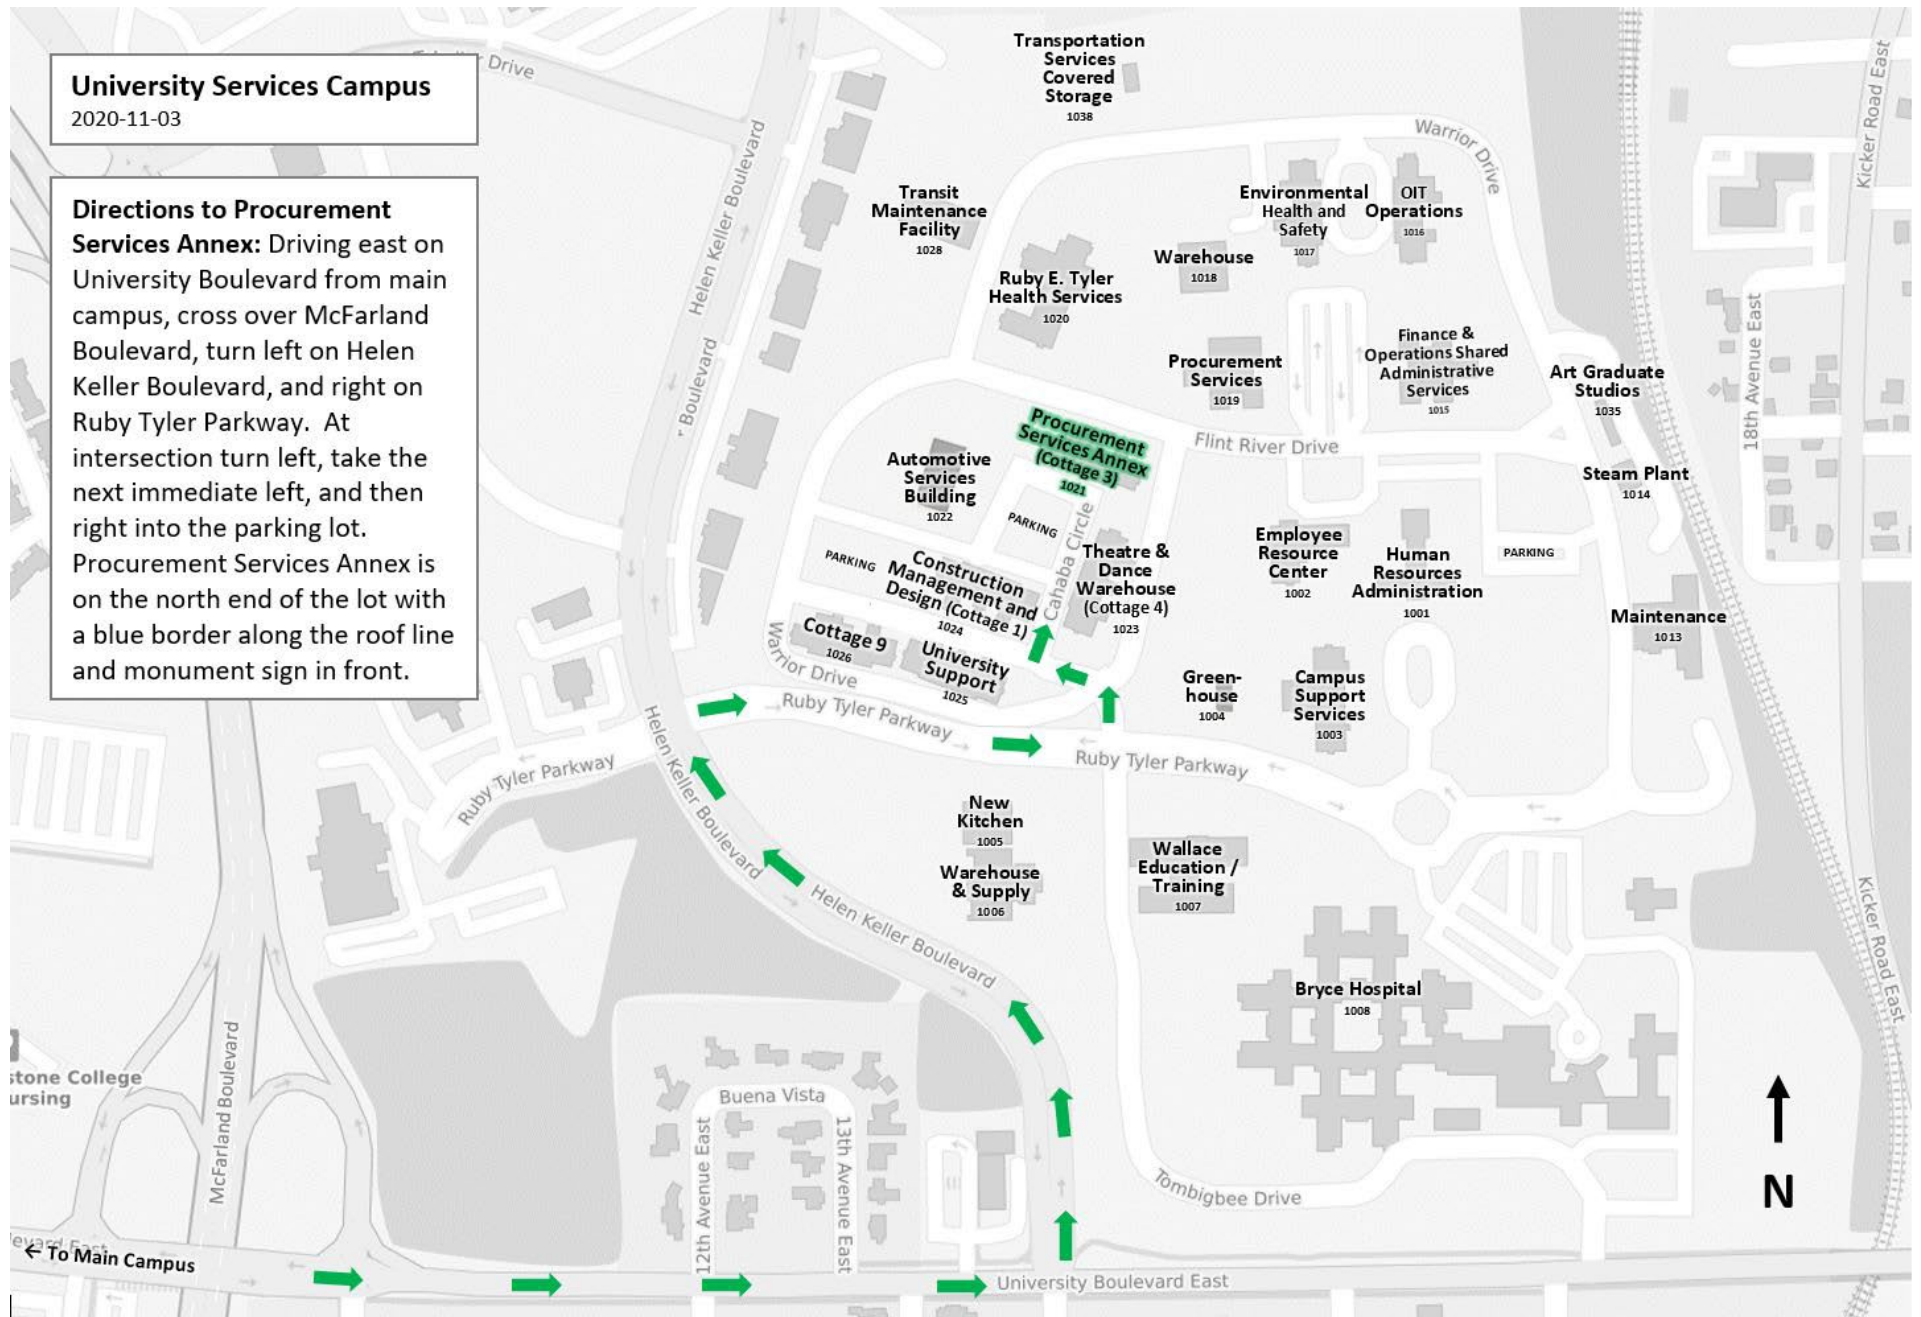 University Services Campus
2020-11-03
Directions to Procurement
Services Annex: Driving east on
University Boulevard from main
campus, cross over McFarland
Boulevard, turn left on Helen
Keller Boulevard, and right on
Ruby Tyler Parkway.  At
intersection turn left, take the
next immediate left, and then
right into the parking lot.
Procurement Services Annex is
on the north end of the lot with
a blue border along the roof line
and monument sign in front.
Drive
Transportation
Services
Covered
Storage
1038
Warrior Drive
Kicker Road East
Helen Keller Boulevard
Transit
Maintenance
Facility
1028
Environmental
Health and
Safety
1017
OIT
Operations
1016
Warehouse
1018
Ruby E. Tyler
Health Services
1020
Procurement
Services
1019
Finance &
Operations Shared
Administrative
Services
1015
Art Graduate
Studios
1035
18th Avenue East
r Boulevard
Procurement
Services Annex
(Cottage 3)
1021
Flint River Drive
Automotive
Services
Building
1022
Steam Plant
1014
PARKING
PARKING
Cahaba Circle
Construction
Management and
Design (Cottage 1)
1024
Theatre &
Dance
Warehouse
(Cottage 4)
1023
Employee
Resource
Center
1002
Human
Resources
Administration
1001
PARKING
Maintenance
1013
Cottage 9
1026
University
Support
1025
Warrior Drive
Green-
house
1004
Campus
Support
Services
1003
Ruby Tyler Parkway
Ruby Tyler Parkway
Ruby Tyler Parkway
Helen Keller Boulevard
New
Kitchen
1005
Warehouse
& Supply
1006
Wallace
Education /
Training
1007
Helen Keller Boulevard
Kicker Road East
Bryce Hospital
1008
McFarland Boulevard
stone College
ursing
Buena Vista
12th Avenue East
13th Avenue East
Tombigbee Drive
N
← To Main Campus
University Boulevard East